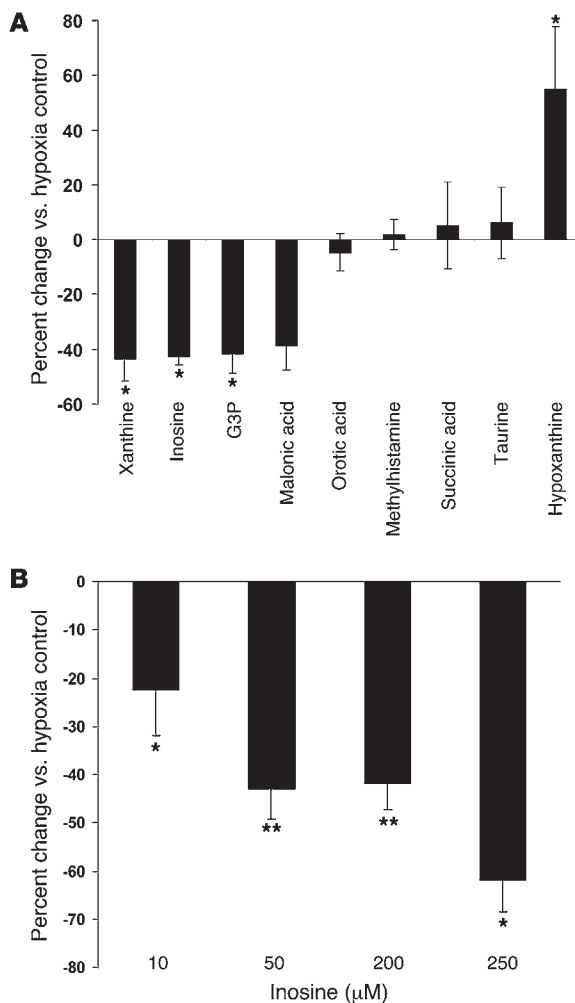 A
Percent change vs. hypoxia control
80
60
40
20
0
-20
-40
-60
*
*
*
*
Xanthine
Inosine
G3P
Malonic acid
Orotic acid
Methylhistamine
Succinic acid
Taurine
Hypoxanthine
B
Percent change vs. hypoxia control
0
-10
-20
-30
-40
-50
-60
-70
-80
*
**
**
*
10 50 200 250
Inosine (µM)